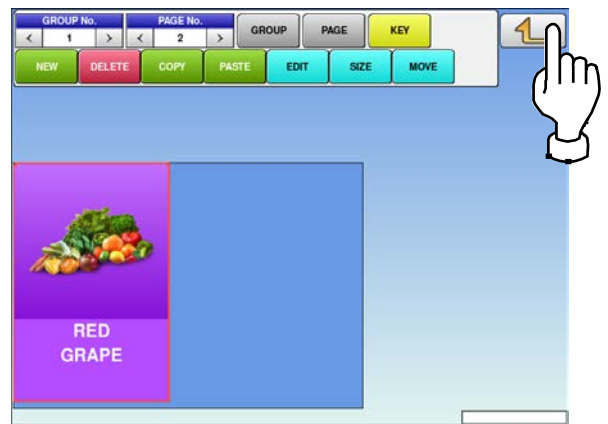 GROUP No. PAGE No.
< 1 > < 2 > GROUP PAGE KEY
NEW DELETE COPY PASTE EDIT SIZE MOVE
RED
GRAPE